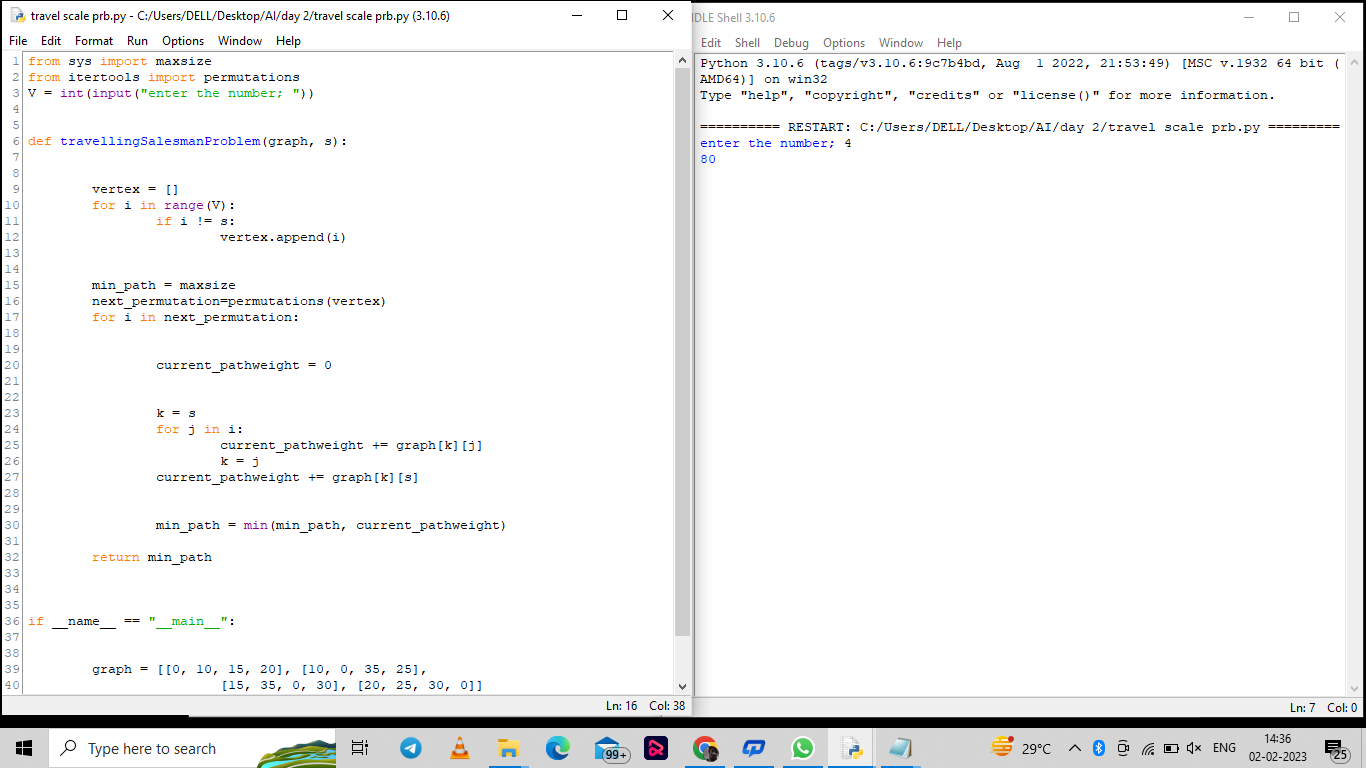 travel scale prb.py - C:/Users/DELL/Desktop/AI/day 2/travel scale prb.py (3.10.6)
File Edit Format Run Options Window Help
1 from sys import maxsize
2 from itertools import permutations
3 V = int(input("enter the number; "))
4
5
6 def travellingSalesmanProblem(graph, s):
7
8
9 vertex = []
10 for i in range(V):
11 if i != s:
12 vertex.append(i)
13
14
15 min_path = maxsize
16 next_permutation=permutations(vertex)
17 for i in next_permutation:
18
19
20 current_pathweight = 0
21
22
23 k = s
24 for j in i:
25 current_pathweight += graph[k][j]
26 k = j
27 current_pathweight += graph[k][s]
28
29
30 min_path = min(min_path, current_pathweight)
31
32 return min_path
33
34
35
36 if __name__ == "__main__":
37
38
39 graph = [[0, 10, 15, 20], [10, 0, 35, 25],
40 [15, 35, 0, 30], [20, 25, 30, 0]]
Ln: 16 Col: 38
IDLE Shell 3.10.6
Edit Shell Debug Options Window Help
Python 3.10.6 (tags/v3.10.6:9c7b4bd, Aug 1 2022, 21:53:49) [MSC v.1932 64 bit (
AMD64)] on win32
Type "help", "copyright", "credits" or "license()" for more information.
========== RESTART: C:/Users/DELL/Desktop/AI/day 2/travel scale prb.py =========
enter the number; 4
80
Ln: 7 Col: 0
Type here to search
99+
29°C
ENG
14:36
02-02-2023
25